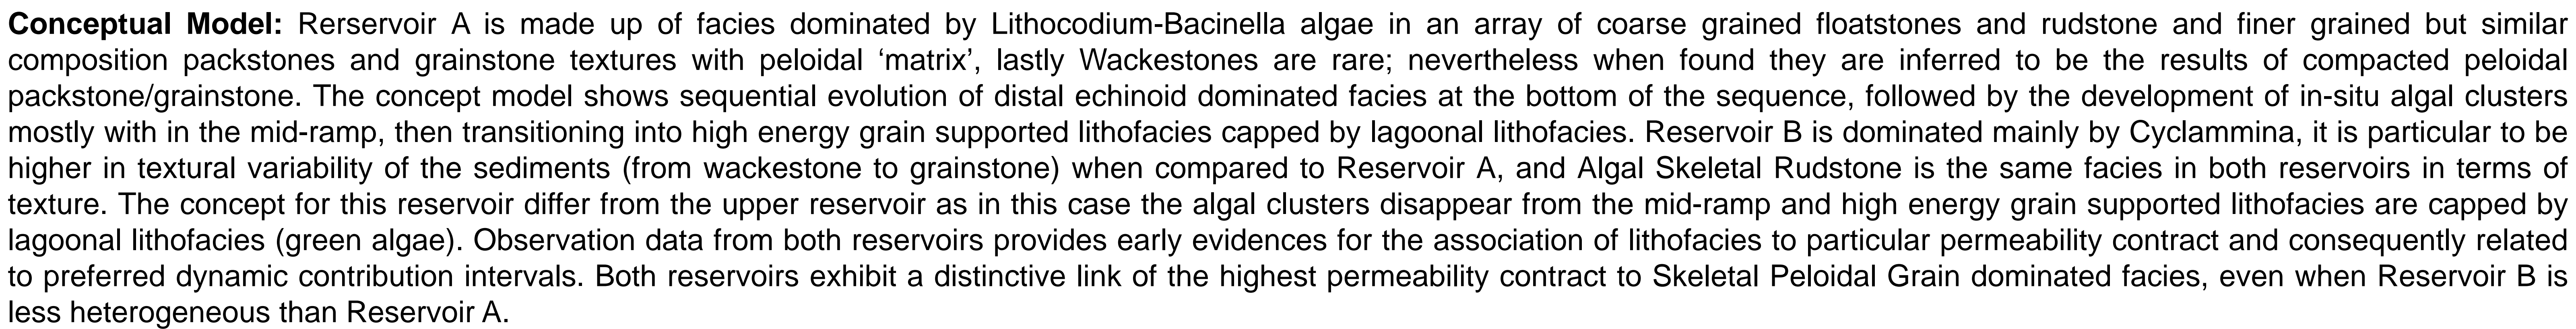 Conceptual Model: Rerservoir A is made up of facies dominated by Lithocodium-Bacinella algae in an array of coarse grained floatstones and rudstone and finer grained but similar
composition packstones and grainstone textures with peloidal ‘matrix’, lastly Wackestones are rare; nevertheless when found they are inferred to be the results of compacted peloidal
packstone/grainstone. The concept model shows sequential evolution of distal echinoid dominated facies at the bottom of the sequence, followed by the development of in-situ algal clusters
mostly with in the mid-ramp, then transitioning into high energy grain supported lithofacies capped by lagoonal lithofacies. Reservoir B is dominated mainly by Cyclammina, it is particular to be
higher in textural variability of the sediments (from wackestone to grainstone) when compared to Reservoir A, and Algal Skeletal Rudstone is the same facies in both reservoirs in terms of
texture. The concept for this reservoir differ from the upper reservoir as in this case the algal clusters disappear from the mid-ramp and high energy grain supported lithofacies are capped by
lagoonal lithofacies (green algae). Observation data from both reservoirs provides early evidences for the association of lithofacies to particular permeability contract and consequently related
to preferred dynamic contribution intervals. Both reservoirs exhibit a distinctive link of the highest permeability contract to Skeletal Peloidal Grain dominated facies, even when Reservoir B is
less heterogeneous than Reservoir A.